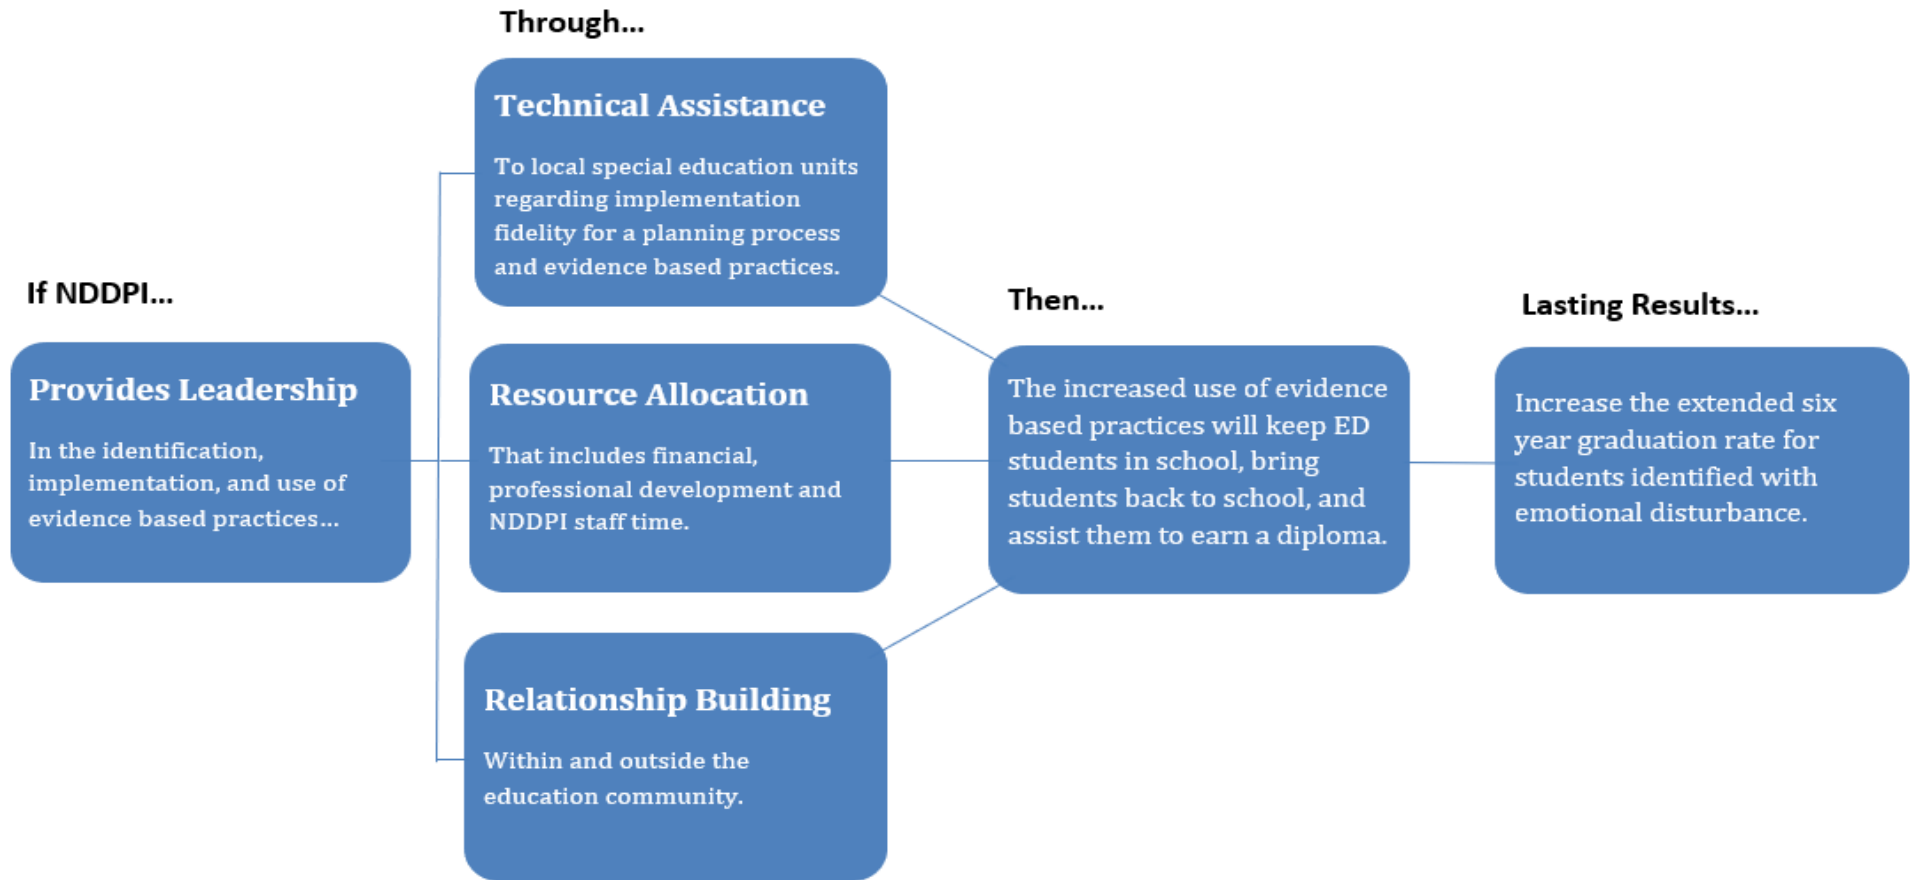 If NDDPI...
Provides Leadership
In the identification,
implementation, and use of
evidence based practices...
Through...
Technical Assistance
To local special education units
regarding implementation
fidelity for a planning process
and evidence based practices.
Resource Allocation
That includes financial,
professional development and
NDDPI staff time.
Relationship Building
Within and outside the
education community.
Then...
The increased use of evidence
based practices will keep ED
students in school, bring
students back to school, and
assist them to earn a diploma.
Lasting Results...
Increase the extended six
year graduation rate for
students identified with
emotional disturbance.